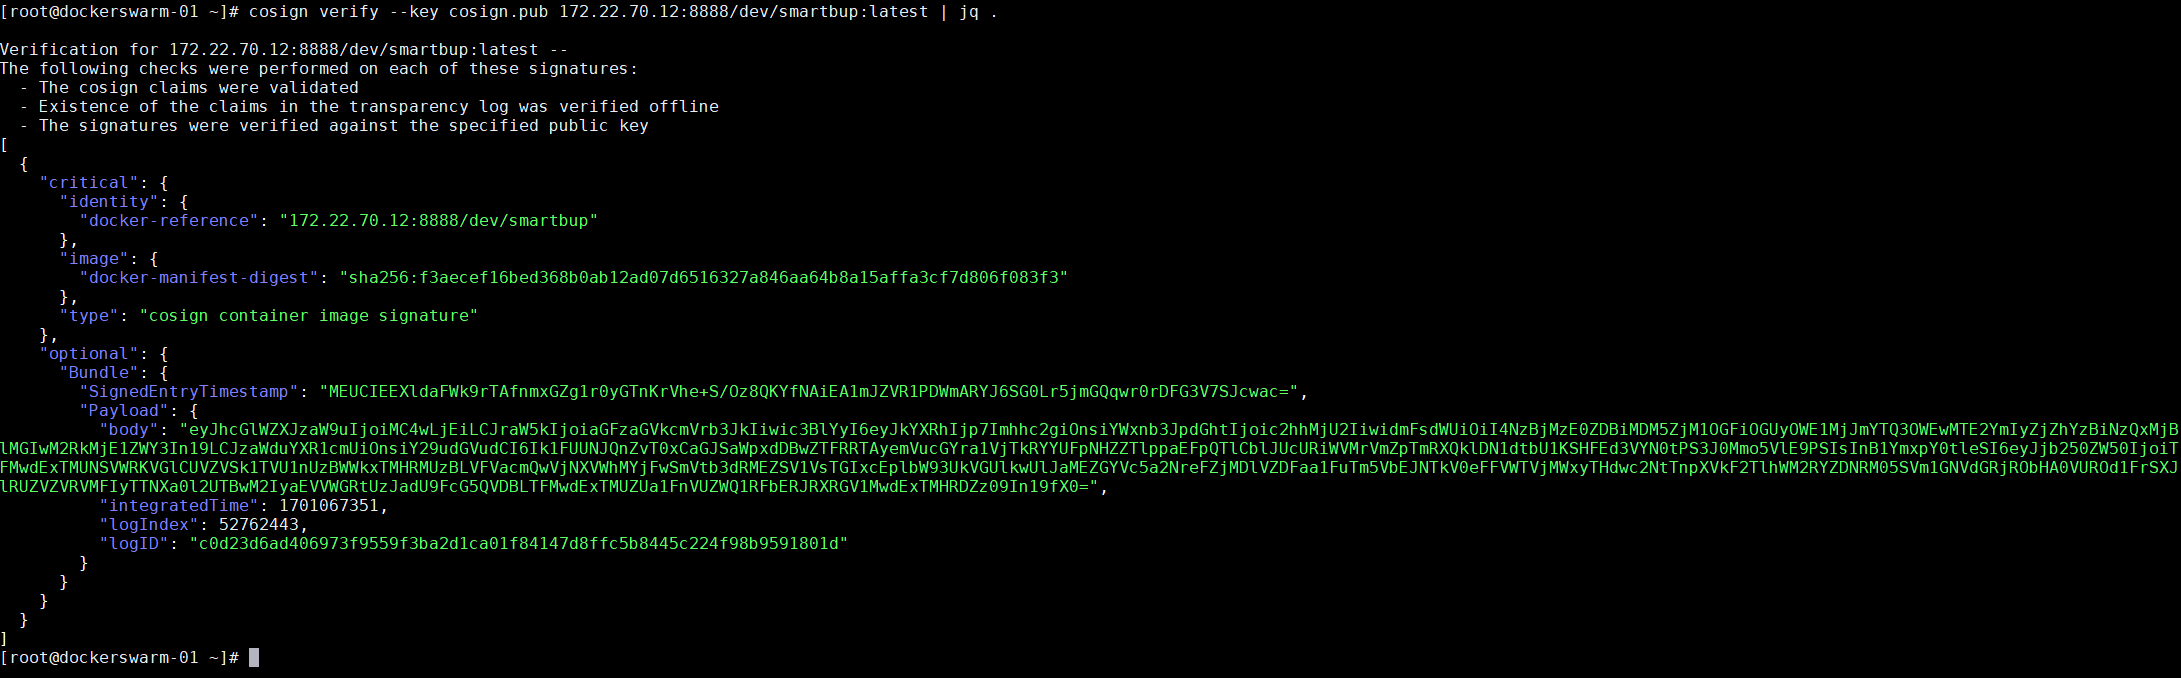 [root@dockerswarm-01 ~]# cosign verify --key cosign.pub 172.22.70.12:8888/dev/smartbup:latest | jq .
Verification for 172.22.70.12:8888/dev/smartbup:latest --
The following checks were performed on each of these signatures:
  - The cosign claims were validated
  - Existence of the claims in the transparency log was verified offline
  - The signatures were verified against the specified public key
[
  {
    "critical": {
      "identity": {
        "docker-reference": "172.22.70.12:8888/dev/smartbup"
      },
      "image": {
        "docker-manifest-digest": "sha256:f3aecef16bed368b0ab12ad07d6516327a846aa64b8a15affa3cf7d806f083f3"
      },
      "type": "cosign container image signature"
    },
    "optional": {
      "Bundle": {
        "SignedEntryTimestamp": "MEUCIEEXldaFWk9rTAfnmxGZg1r0yGTnKrVhe+S/Oz8QKYfNAiEA1mJZVR1PDWmARYJ6SG0Lr5jmGQqwr0rDFG3V7SJcwac=",
        "Payload": {
          "body":
          "integratedTime": 1701067351,
          "logIndex": 52762443,
          "logID": "c0d23d6ad406973f9559f3ba2d1ca01f84147d8ffc5b8445c224f98b9591801d"
        }
      }
    }
  }
]
[root@dockerswarm-01 ~]#